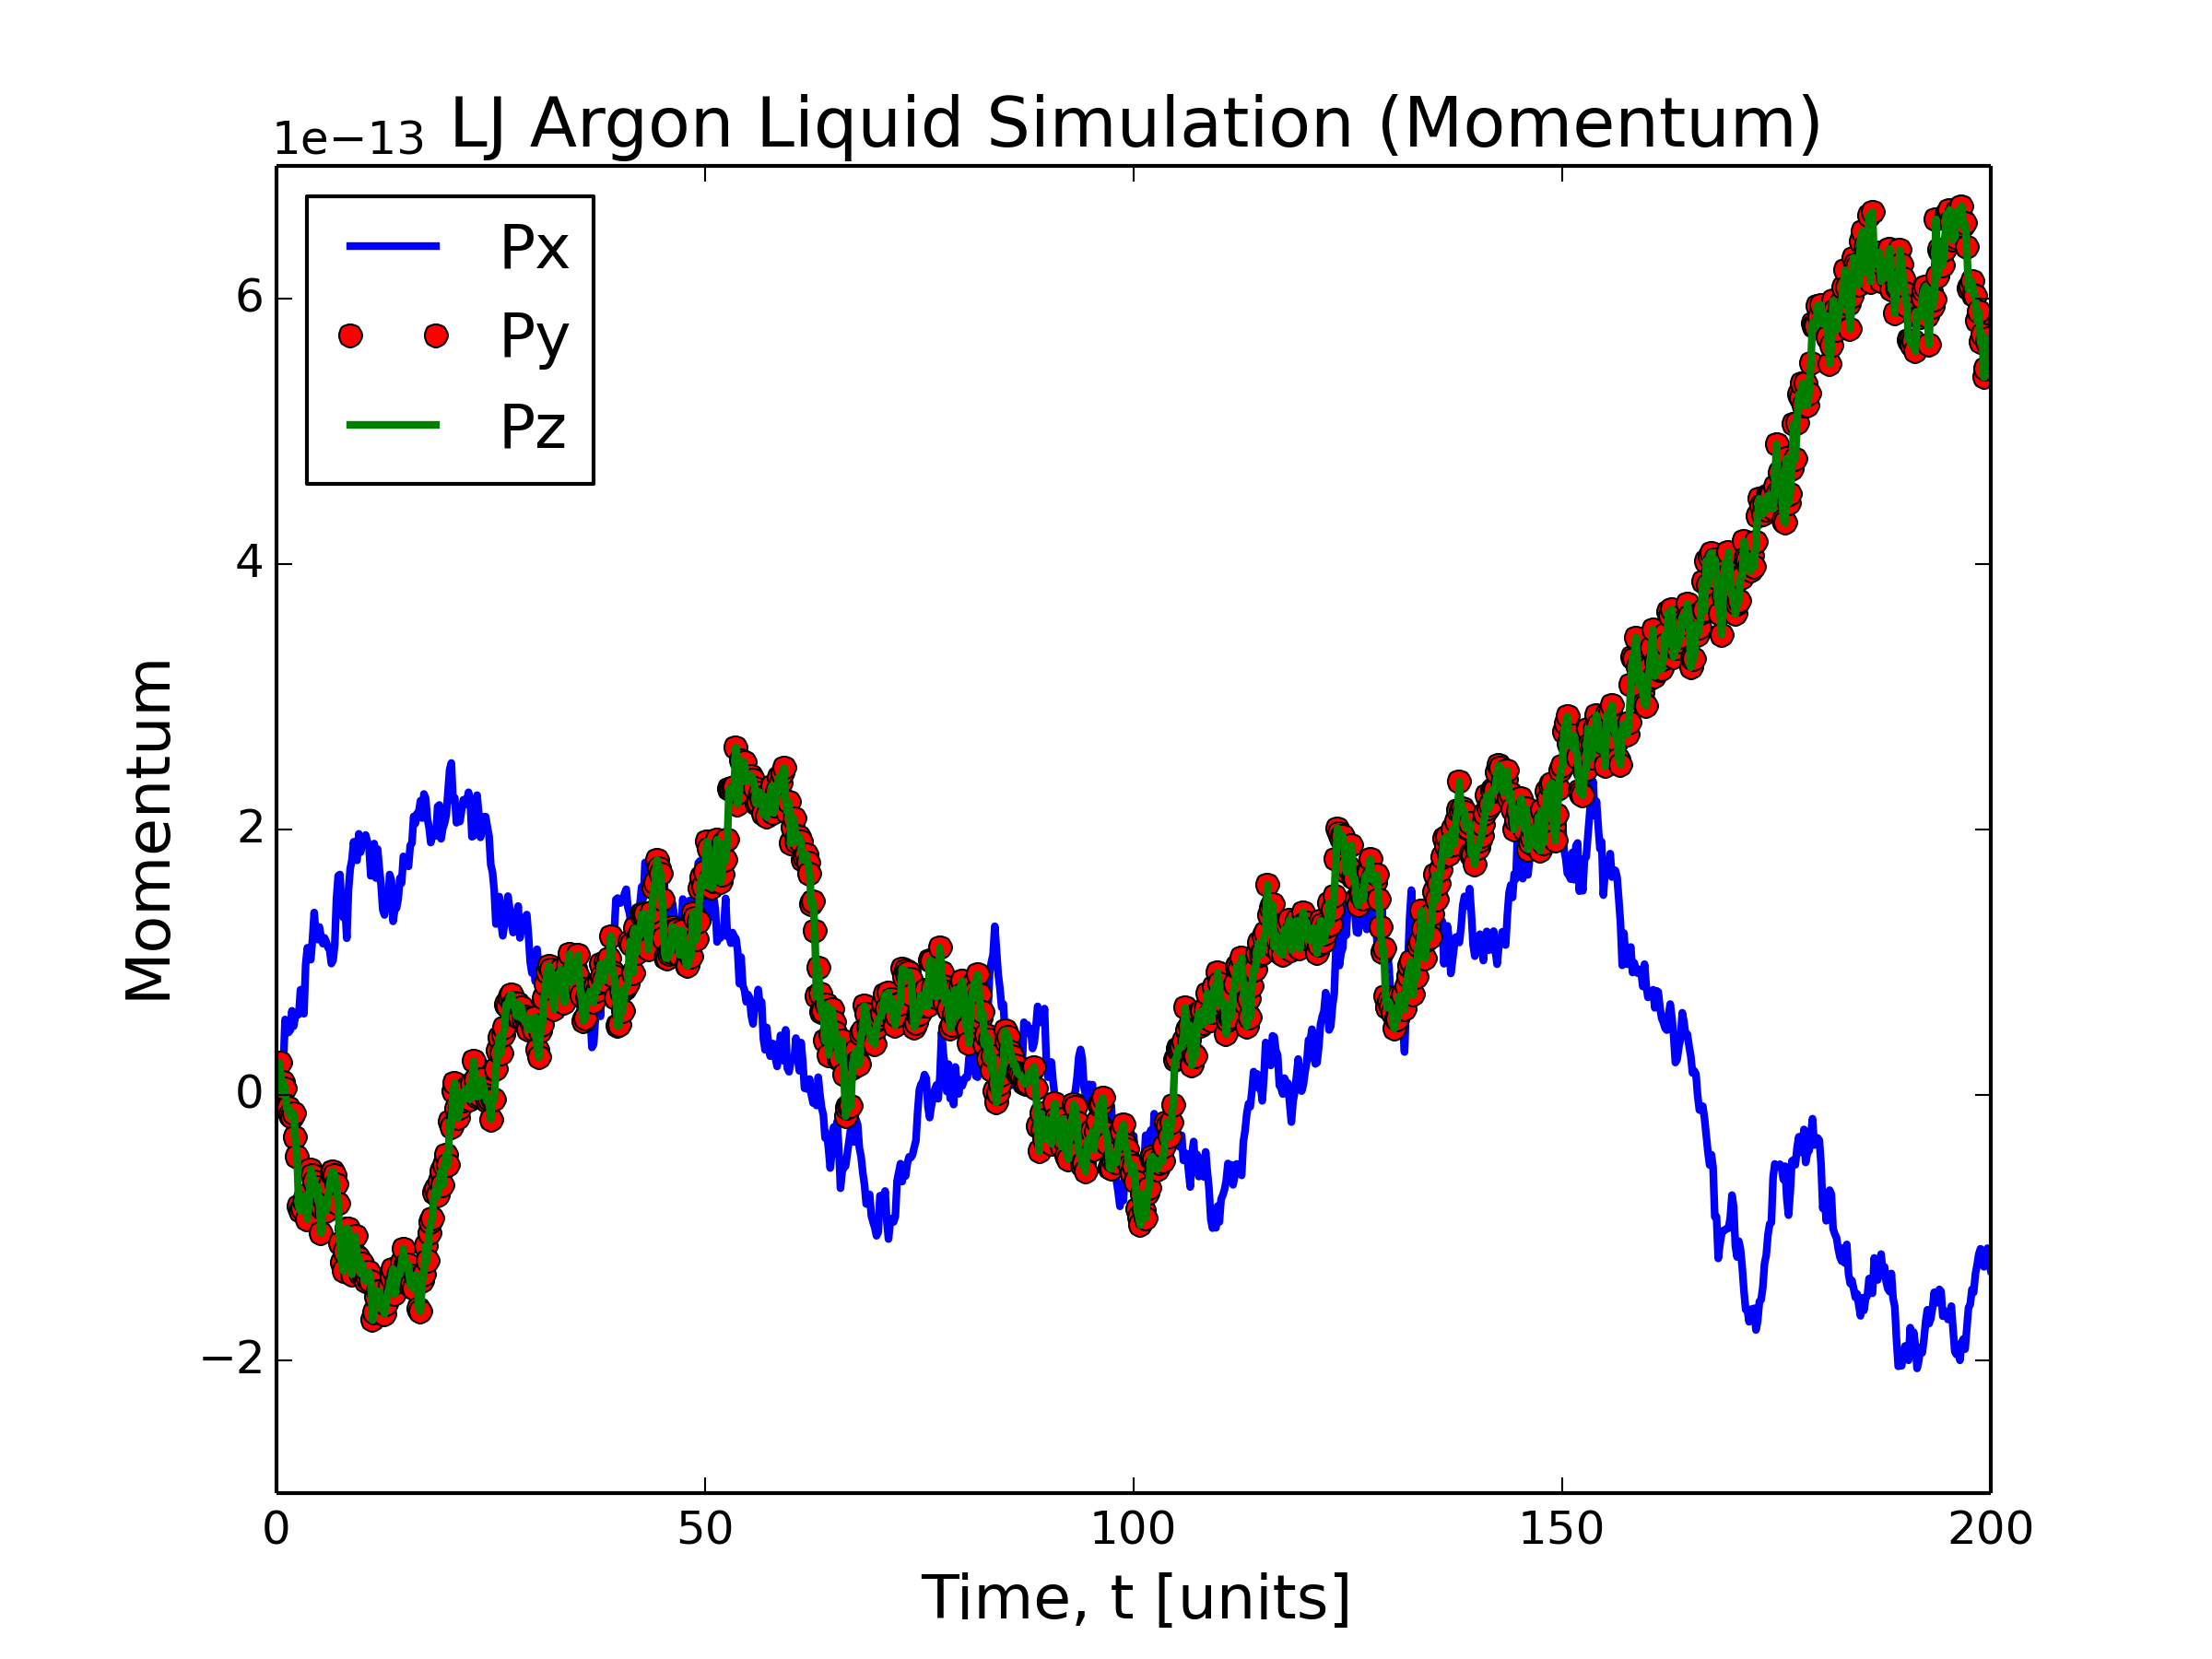 1e−13
LJ Argon Liquid Simulation (Momentum)
Px
Py
Pz
Momentum
6
4
2
0
−2
0 50 100 150 200
Time, t [units]